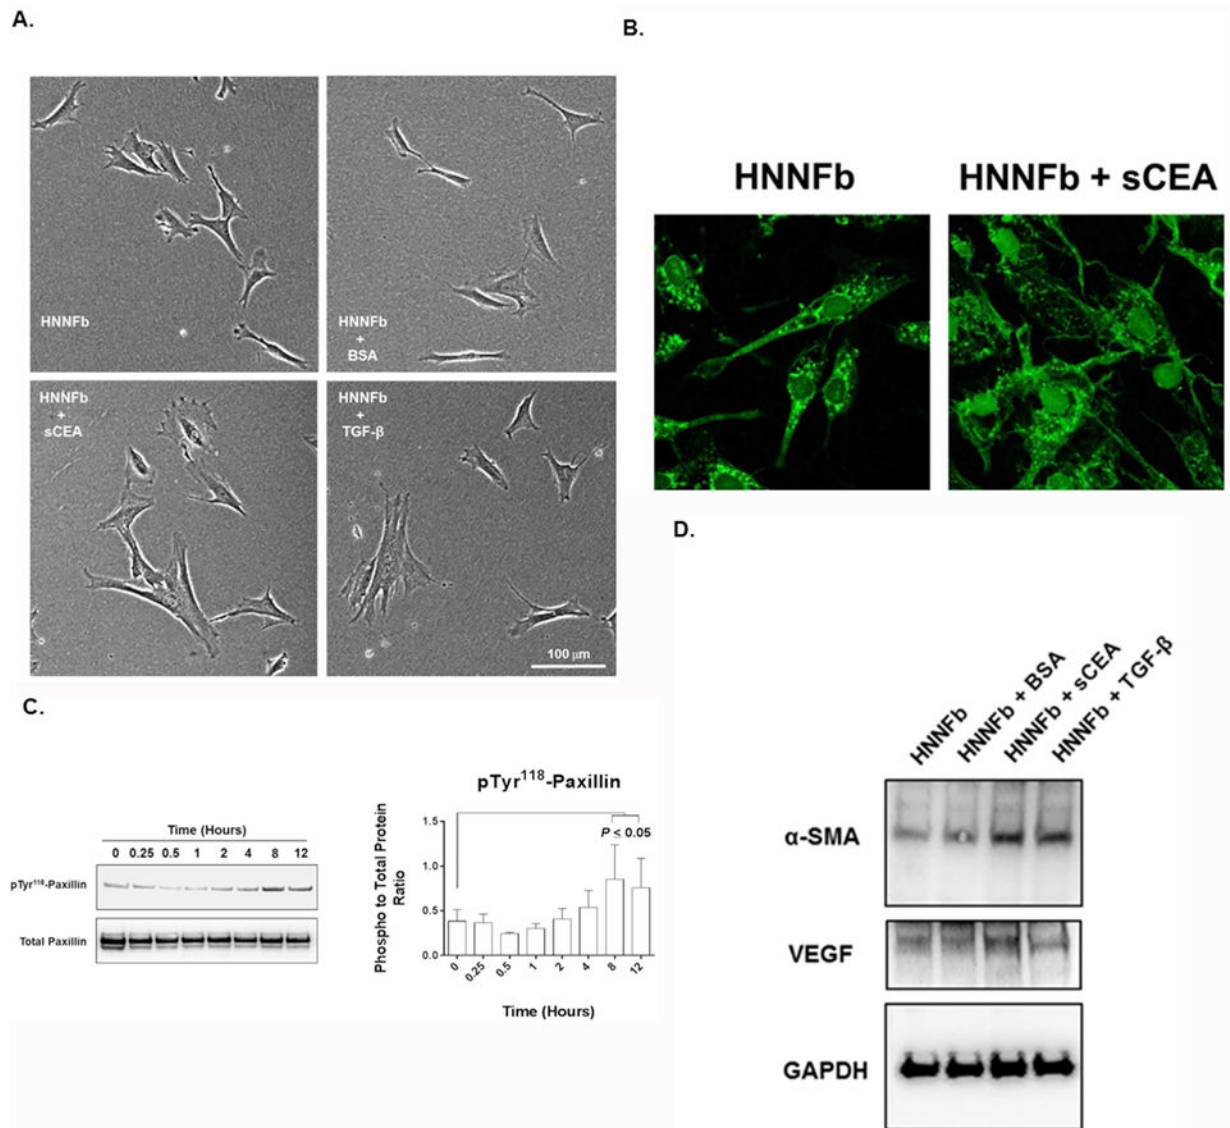 A.
HNNFb
HNNFb
+
BSA
HNNFb
+
sCEA
HNNFb
+
TGF-β
100 μm
B.
HNNFb
HNNFb + sCEA
C.
Time (Hours)
0 0.25 0.5 1 2 4 8 12
pTyr¹¹⁸-Paxillin
Total Paxillin
pTyr¹¹⁸-Paxillin
Phospho to Total Protein
Ratio
1.5
1.0
0.5
0.0
P ≤ 0.05
0 0.25 0.5 1 2 4 8 12
Time (Hours)
D.
HNNFb
HNNFb + BSA
HNNFb + sCEA
HNNFb + TGF-β
α-SMA
VEGF
GAPDH